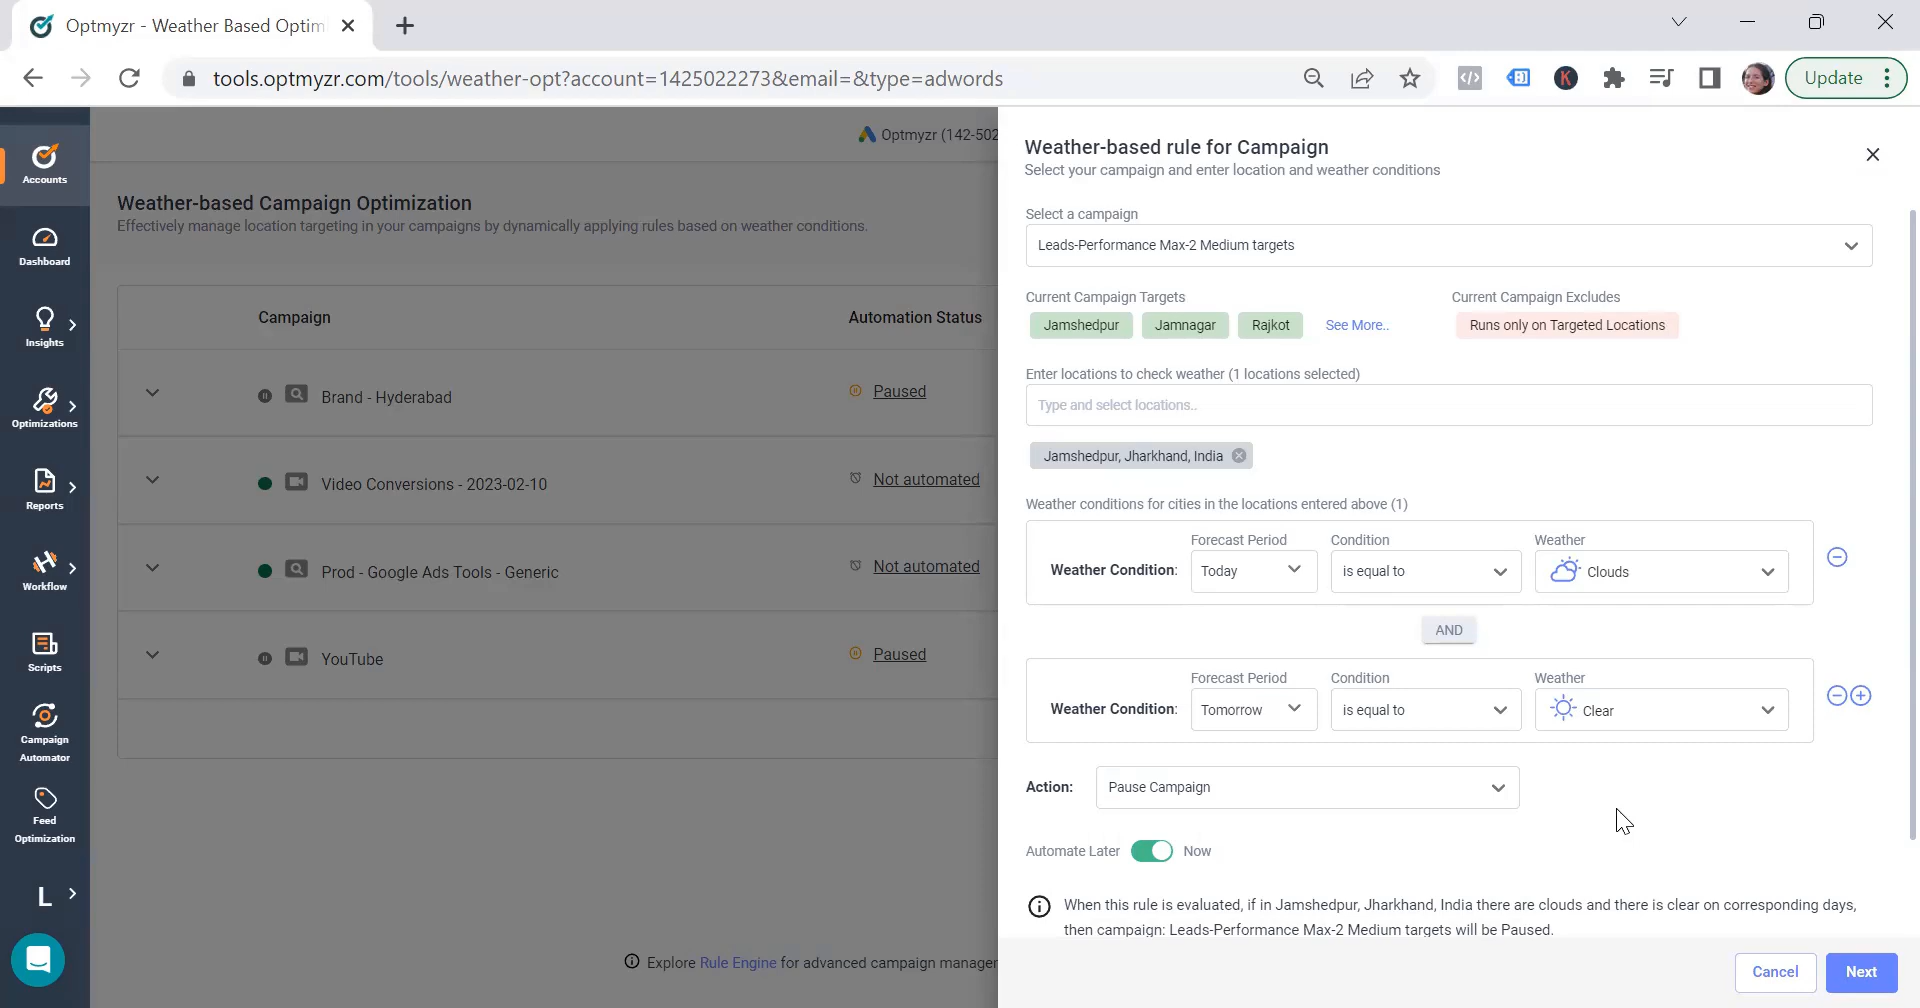 Optmyzr - Weather Based Optim
tools.optmyzr.com/tools/weather-opt?account=1425022273&email=&type=adwords
K
Update
Accounts
Dashboard
Insights
Optimizations
Reports
Workflow
Scripts
Campaign
Automator
Feed
Optimization
L
Optmyzr (142-502
Weather-based Campaign Optimization
Effectively manage location targeting in your campaigns by dynamically applying rules based on weather conditions.
Campaign
Automation Status
Brand - Hyderabad
Paused
Video Conversions - 2023-02-10
Not automated
Prod - Google Ads Tools - Generic
Not automated
YouTube
Paused
Explore Rule Engine for advanced campaign manager
Weather-based rule for Campaign
Select your campaign and enter location and weather conditions
Select a campaign
Leads-Performance Max-2 Medium targets
Current Campaign Targets
Current Campaign Excludes
Jamshedpur Jamnagar Rajkot See More..
Runs only on Targeted Locations
Enter locations to check weather (1 locations selected)
Type and select locations..
Jamshedpur, Jharkhand, India
Weather conditions for cities in the locations entered above (1)
Forecast Period Condition Weather
Weather Condition: Today is equal to Clouds
AND
Forecast Period Condition Weather
Weather Condition: Tomorrow is equal to Clear
Action: Pause Campaign
Automate Later Now
When this rule is evaluated, if in Jamshedpur, Jharkhand, India there are clouds and there is clear on corresponding days,
then campaign: Leads-Performance Max-2 Medium targets will be Paused.
Cancel Next